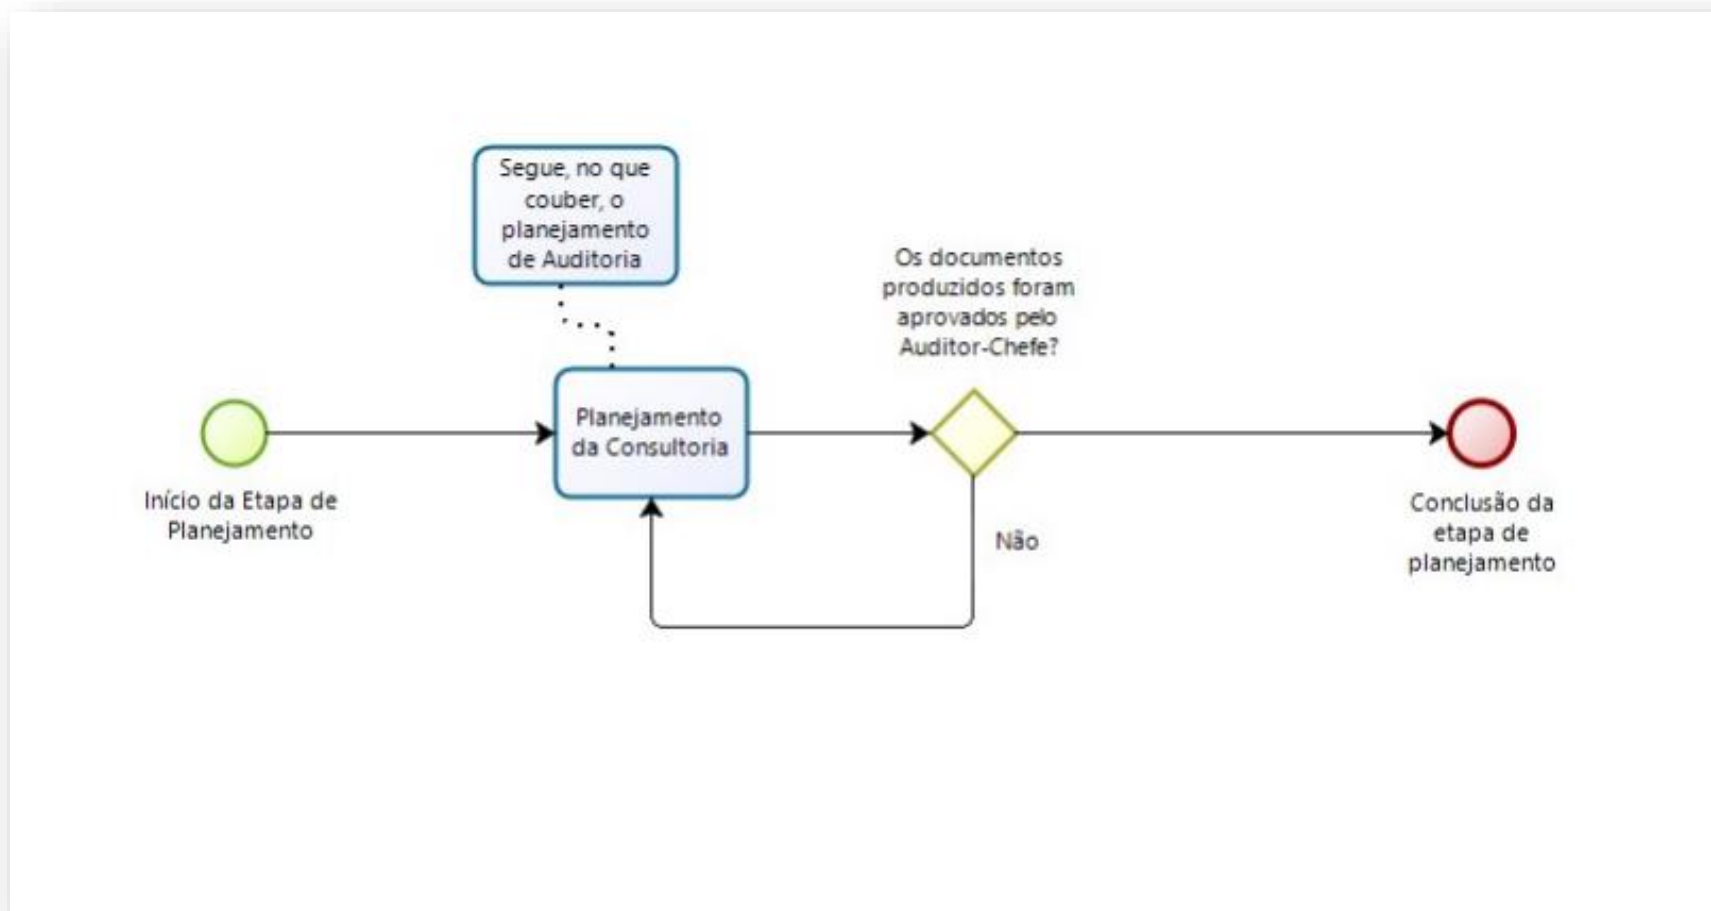 Segue, no que
couber, o
planejamento
de Auditoria
Os documentos
produzidos foram
aprovados pelo
Auditor-Chefe?
Planejamento
da Consultoria
Início da Etapa de
Planejamento
Não
Conclusão da
etapa de
planejamento